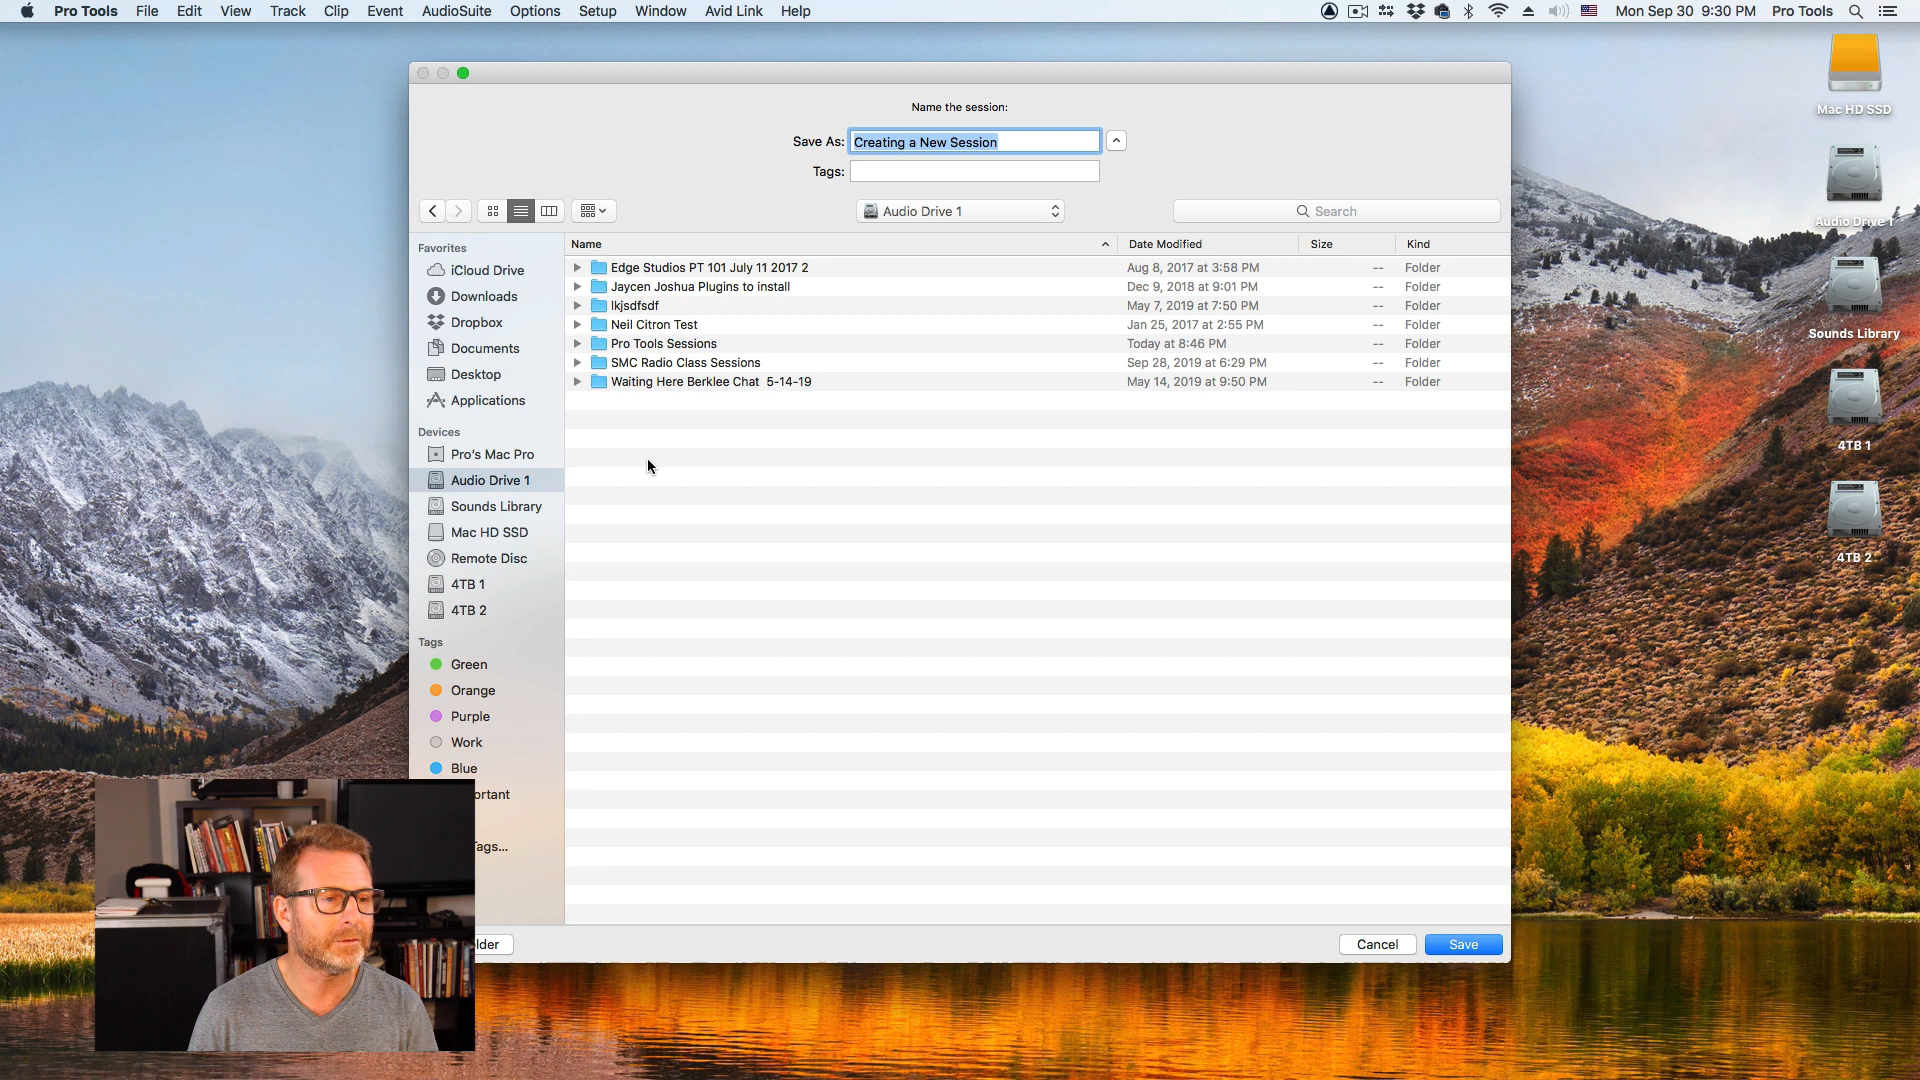 Pro Tools File Edit View Track Clip Event AudioSuite Options Setup Window Avid Link Help Mon Sep 30 9:30 PM Pro Tools
Name the session:
Save As: Creating a New Session
Tags:
Audio Drive 1
Search
Favorites
iCloud Drive
Downloads
Dropbox
Documents
Desktop
Applications
Devices
Pro's Mac Pro
Audio Drive 1
Sounds Library
Mac HD SSD
Remote Disc
4TB 1
4TB 2
Tags
Green
Orange
Purple
Work
Blue
ortant
ags...
Name Date Modified Size Kind
Edge Studios PT 101 July 11 2017 2 Aug 8, 2017 at 3:58 PM -- Folder
Jaycen Joshua Plugins to install Dec 9, 2018 at 9:01 PM -- Folder
lkjsdfsdf May 7, 2019 at 7:50 PM -- Folder
Neil Citron Test Jan 25, 2017 at 2:55 PM -- Folder
Pro Tools Sessions Today at 8:46 PM -- Folder
SMC Radio Class Sessions Sep 28, 2019 at 6:29 PM -- Folder
Waiting Here Berklee Chat 5-14-19 May 14, 2019 at 9:50 PM -- Folder
lder
Cancel Save
Mac HD SSD
Audio Drive 1
Sounds Library
4TB 1
4TB 2